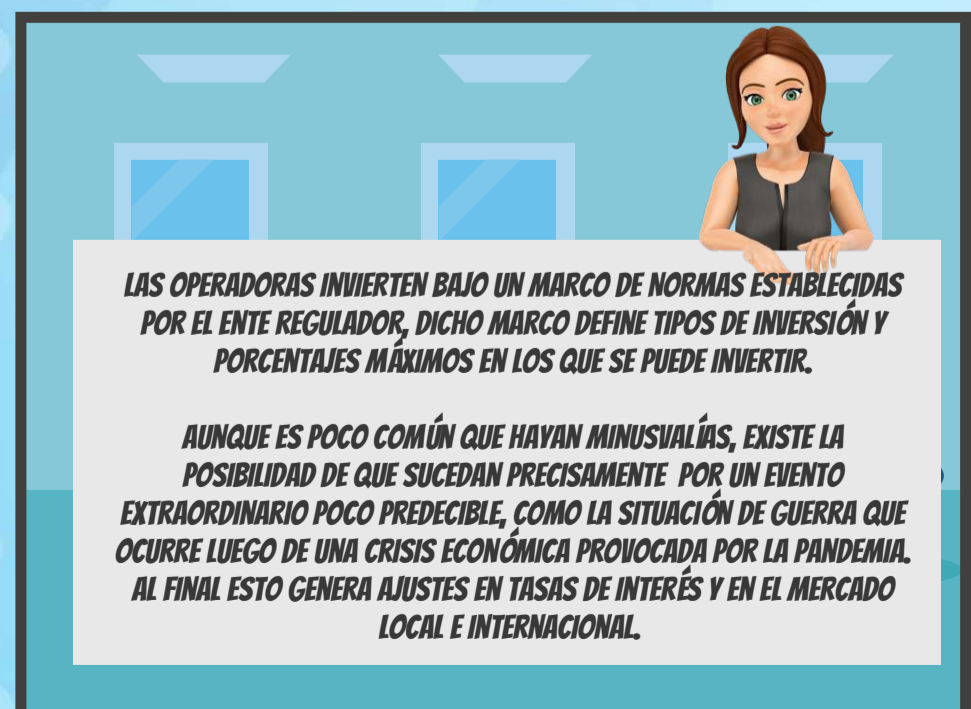 LAS OPERADORAS INVIERTEN BAJO UN MARCO DE NORMAS ESTABLECIDAS
POR EL ENTE REGULADOR, DICHO MARCO DEFINE TIPOS DE INVERSIÓN Y
PORCENTAJES MÁXIMOS EN LOS QUE SE PUEDE INVERTIR.
AUNQUE ES POCO COMÚN QUE HAYAN MINUSVALÍAS, EXISTE LA
POSIBILIDAD DE QUE SUCEDAN PRECISAMENTE POR UN EVENTO
EXTRAORDINARIO POCO PREDECIBLE, COMO LA SITUACIÓN DE GUERRA QUE
OCURRE LUEGO DE UNA CRISIS ECONÓMICA PROVOCADA POR LA PANDEMIA.
AL FINAL ESTO GENERA AJUSTES EN TASAS DE INTERÉS Y EN EL MERCADO
LOCAL E INTERNACIONAL.